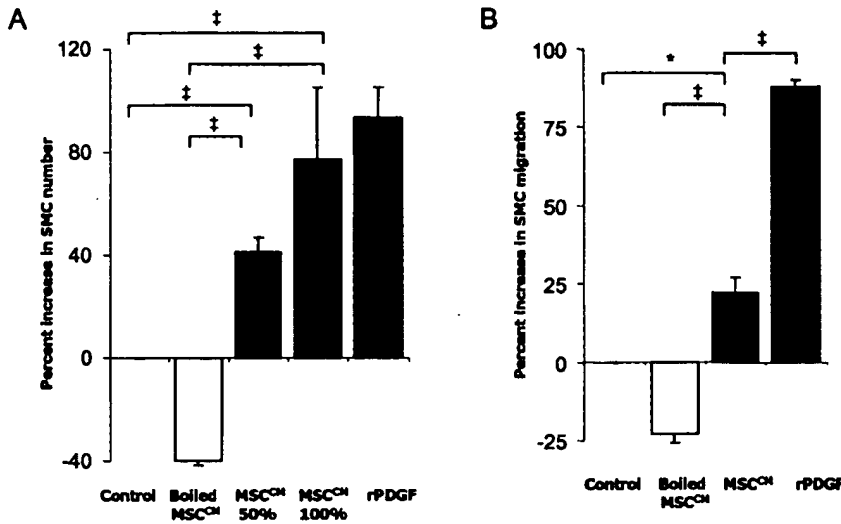 A
B
‡
‡
‡
‡
120
80
40
0
-40
Percent increase in SMC number
Control Boiled MSC^CM MSC^CM rPDGF
MSC^CM 50% 100%
*
‡
‡
100
75
50
25
0
-25
Percent increase in SMC migration
Control Boiled MSC^CM rPDGF
MSC^CM